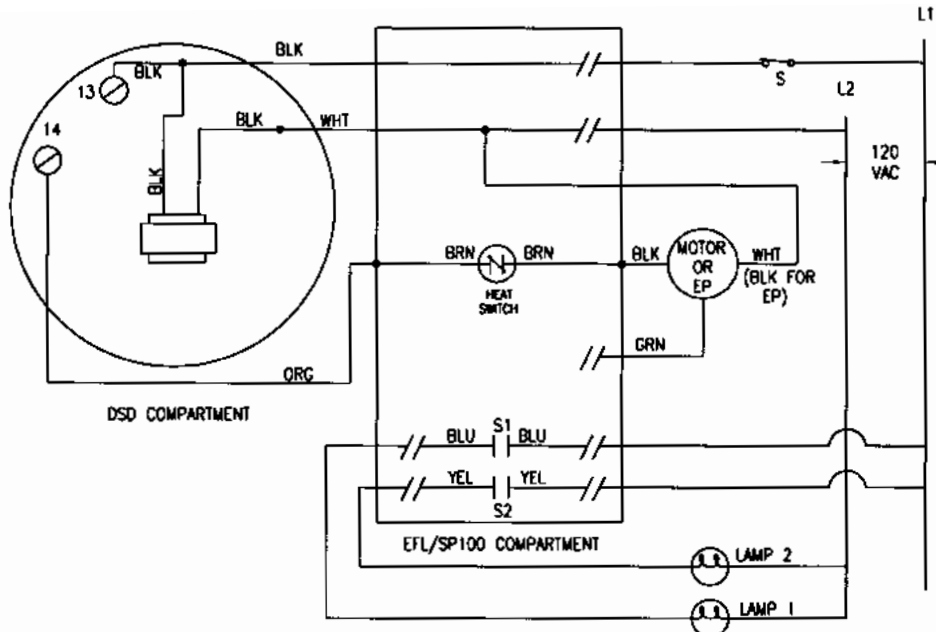 L1
BLK
BLK
13
S
L2
14
BLK
WHT
120
VAC
BLK
BRN
BRN
BLK
MOTOR
OR
EP
WHT
(BLK FOR
EP)
HEAT
SWITCH
GRN
ORG
DSD COMPARTMENT
BLU
S1
BLU
YEL
YEL
S2
EFL/SP100 COMPARTMENT
LAMP 2
LAMP 1